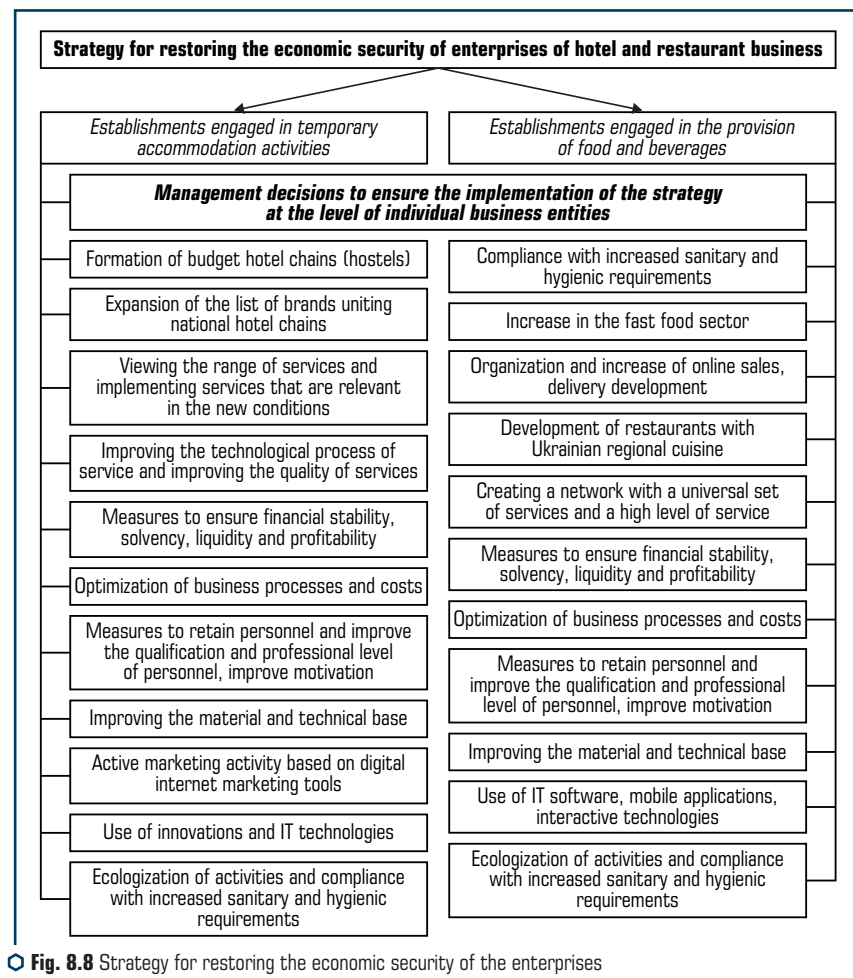 Strategy for restoring the economic security of enterprises of hotel and restaurant business
Establishments engaged in temporary
accommodation activities
Establishments engaged in the provision
of food and beverages
Management decisions to ensure the implementation of the strategy
at the level of individual business entities
Formation of budget hotel chains (hostels)
Expansion of the list of brands uniting
national hotel chains
Viewing the range of services and
implementing services that are relevant
in the new conditions
Improving the technological process of
service and improving the quality of services
Measures to ensure financial stability,
solvency, liquidity and profitability
Optimization of business processes and costs
Measures to retain personnel and improve
the qualification and professional level
of personnel, improve motivation
Improving the material and technical base
Active marketing activity based on digital
internet marketing tools
Use of innovations and IT technologies
Ecologization of activities and compliance
with increased sanitary and hygienic
requirements
Compliance with increased sanitary and
hygienic requirements
Increase in the fast food sector
Organization and increase of online sales,
delivery development
Development of restaurants with
Ukrainian regional cuisine
Creating a network with a universal set
of services and a high level of service
Measures to ensure financial stability,
solvency, liquidity and profitability
Optimization of business processes and costs
Measures to retain personnel and
improve the qualification and professional
level of personnel, improve motivation
Improving the material and technical base
Use of IT software, mobile applications,
interactive technologies
Ecologization of activities and compliance
with increased sanitary and hygienic
requirements
Fig. 8.8 Strategy for restoring the economic security of the enterprises